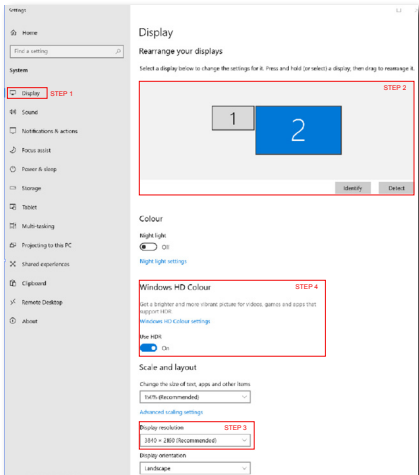 Settings
Home
Find a setting
System
Display STEP 1
Sound
Notifications & actions
Focus assist
Power & sleep
Storage
Tablet
Multi-tasking
Projecting to this PC
Shared experiences
Clipboard
Remote Desktop
About
Display
Rearrange your displays
Select a display below to change the settings for it. Press and hold (or select) a display, then drag to rearrange it.
STEP 2
1
2
Identify Detect
Colour
Night light
Off
Night light settings
Windows HD Colour STEP 4
Get a brighter and more vibrant picture for videos, games and apps that
support HDR.
Windows HD Colour settings
Use HDR
On
Scale and layout
Change the size of text, apps and other items
150% (Recommended)
Advanced scaling settings
Display resolution STEP 3
3840 × 2160 (Recommended)
Display orientation
Landscape